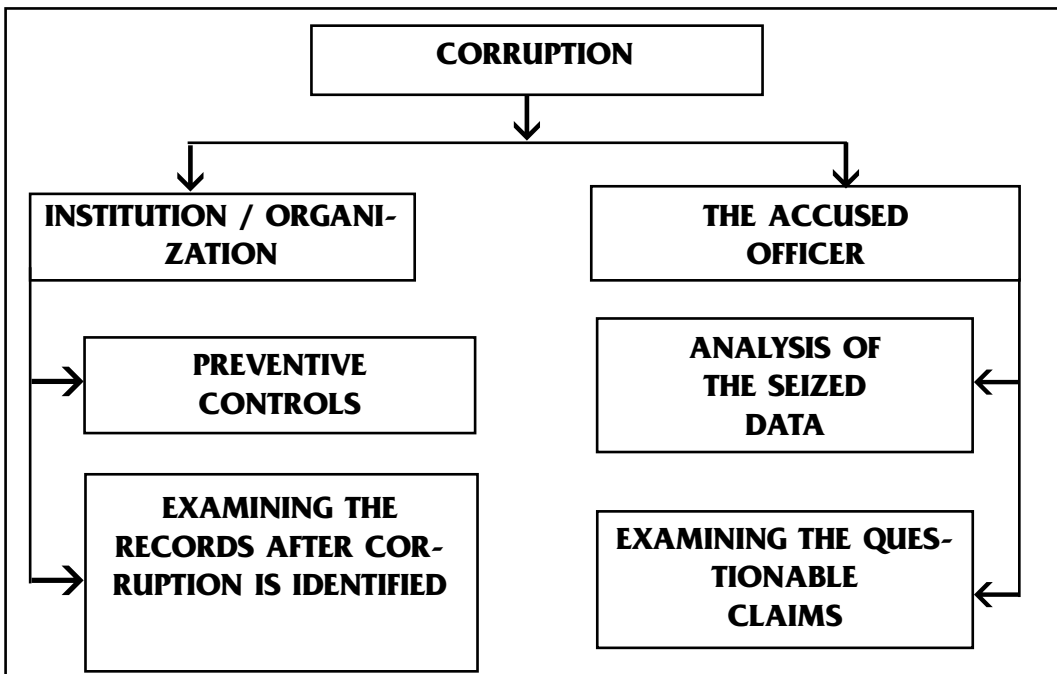 CORRUPTION
INSTITUTION / ORGANI-
ZATION
THE ACCUSED
OFFICER
PREVENTIVE
CONTROLS
ANALYSIS OF
THE SEIZED
DATA
EXAMINING THE
RECORDS AFTER COR-
RUPTION IS IDENTIFIED
EXAMINING THE QUES-
TIONABLE
CLAIMS